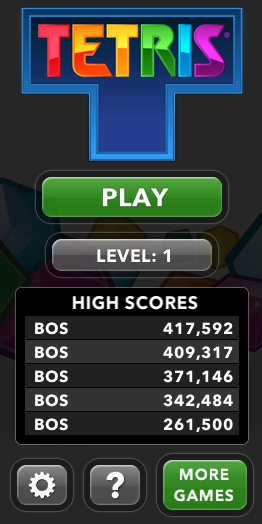 TETRIS®
PLAY
LEVEL: 1
HIGH SCORES
BOS 417,592
BOS 409,317
BOS 371,146
BOS 342,484
BOS 261,500
?
MORE
GAMES